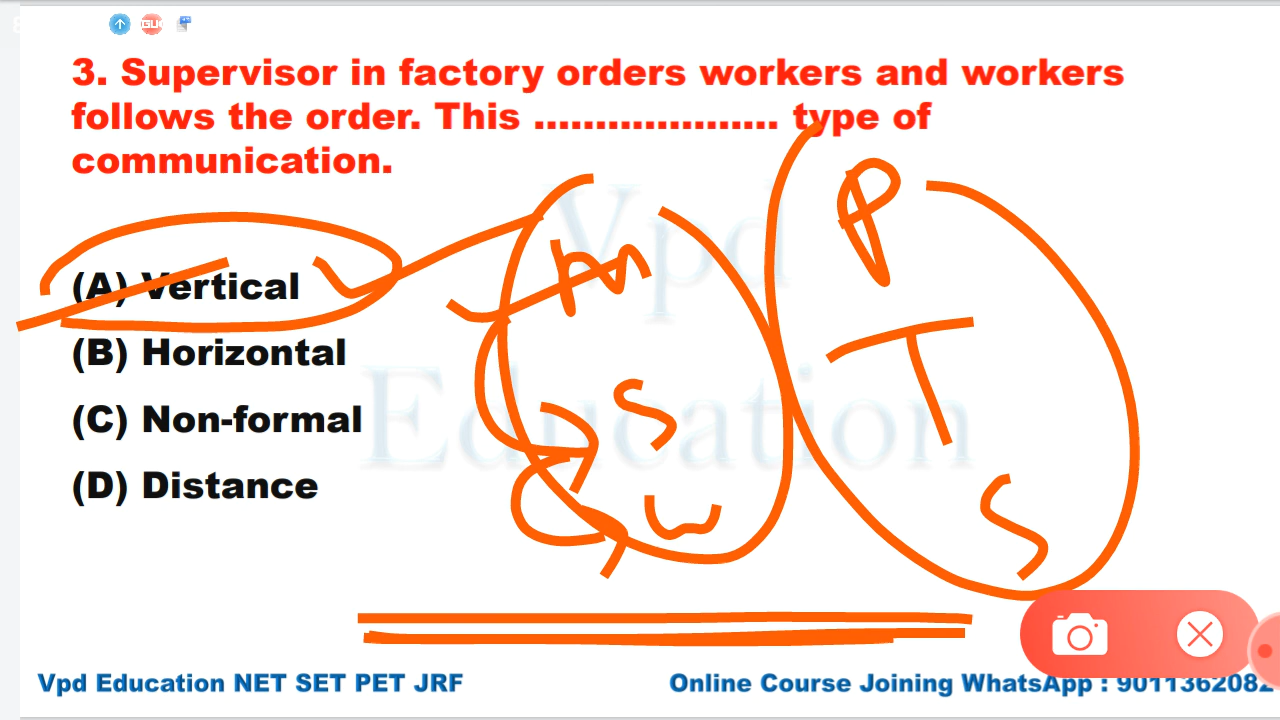 3. Supervisor in factory orders workers and workers
follows the order. This .................... type of
communication.
(A) Vertical
(B) Horizontal
(C) Non-formal
(D) Distance
Vpd
Education
M
S
W
P
T
S
Vpd Education NET SET PET JRF
Online Course Joining WhatsApp : 9011362082